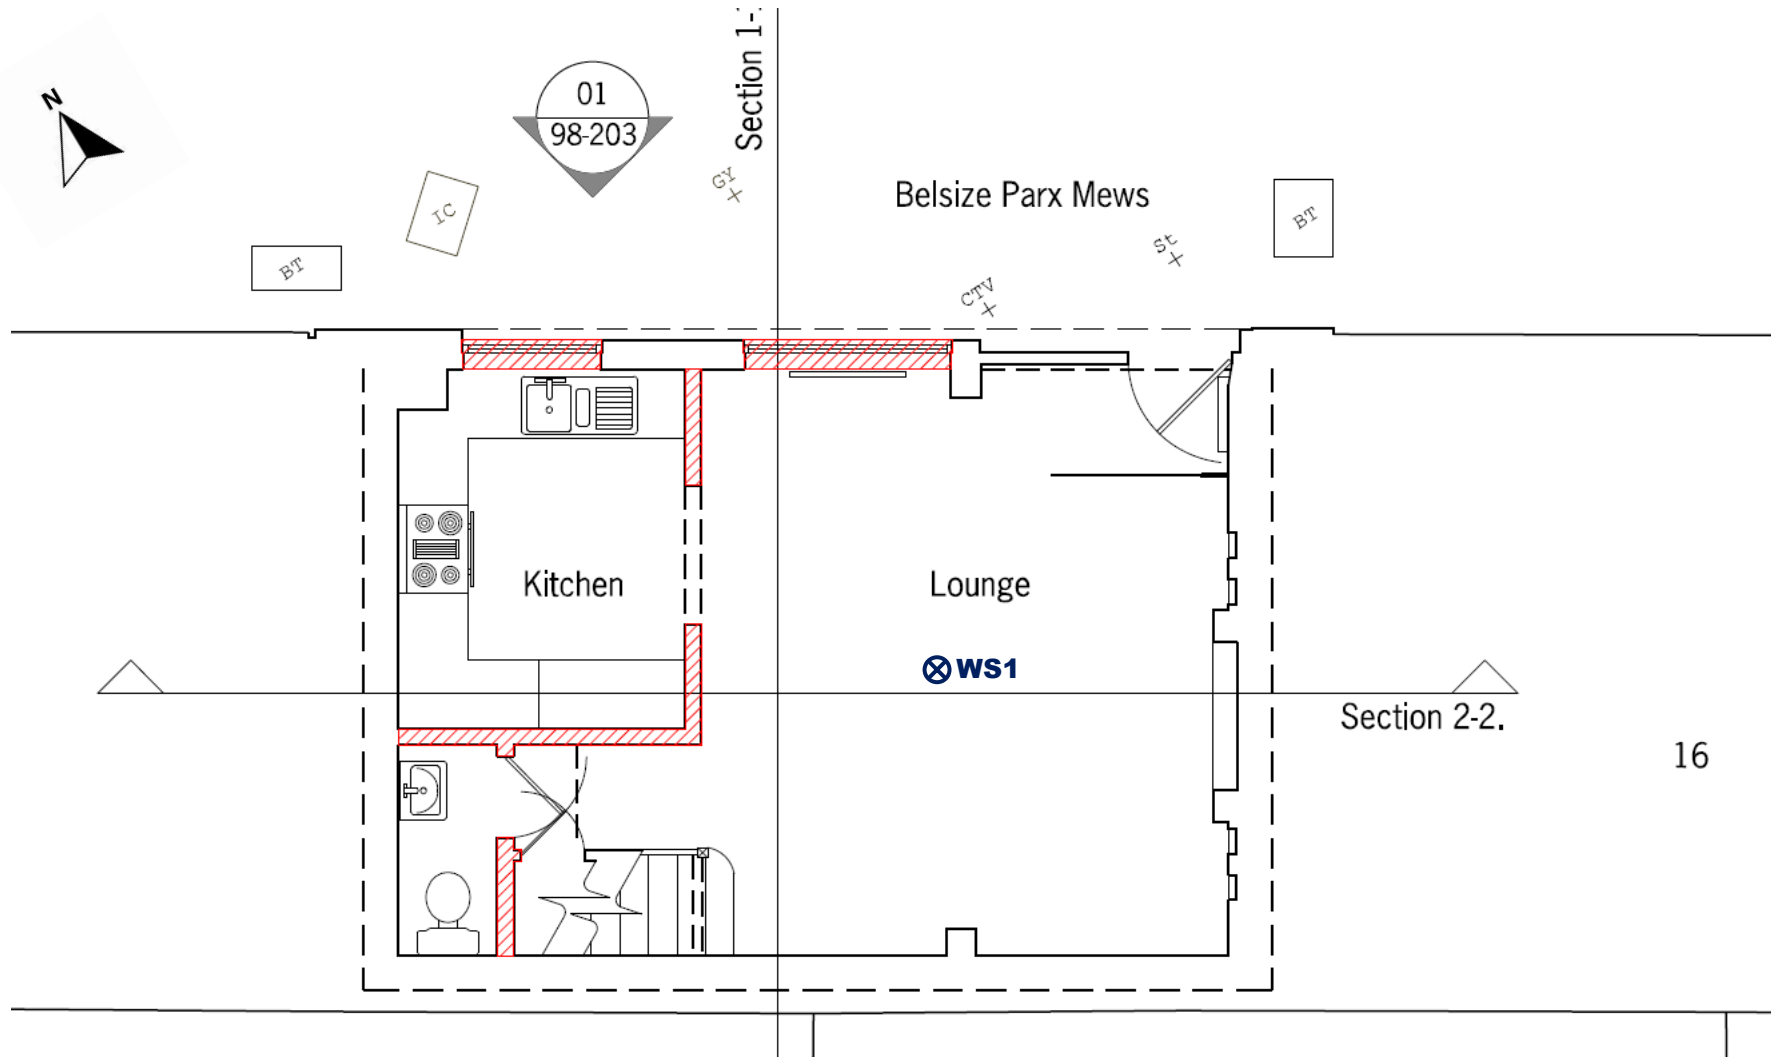 Section 1-
N
01
98-203
GY
Belsize Parx Mews
IC
BT
St
BT
CTV
Kitchen
Lounge
WS1
Section 2-2.
16